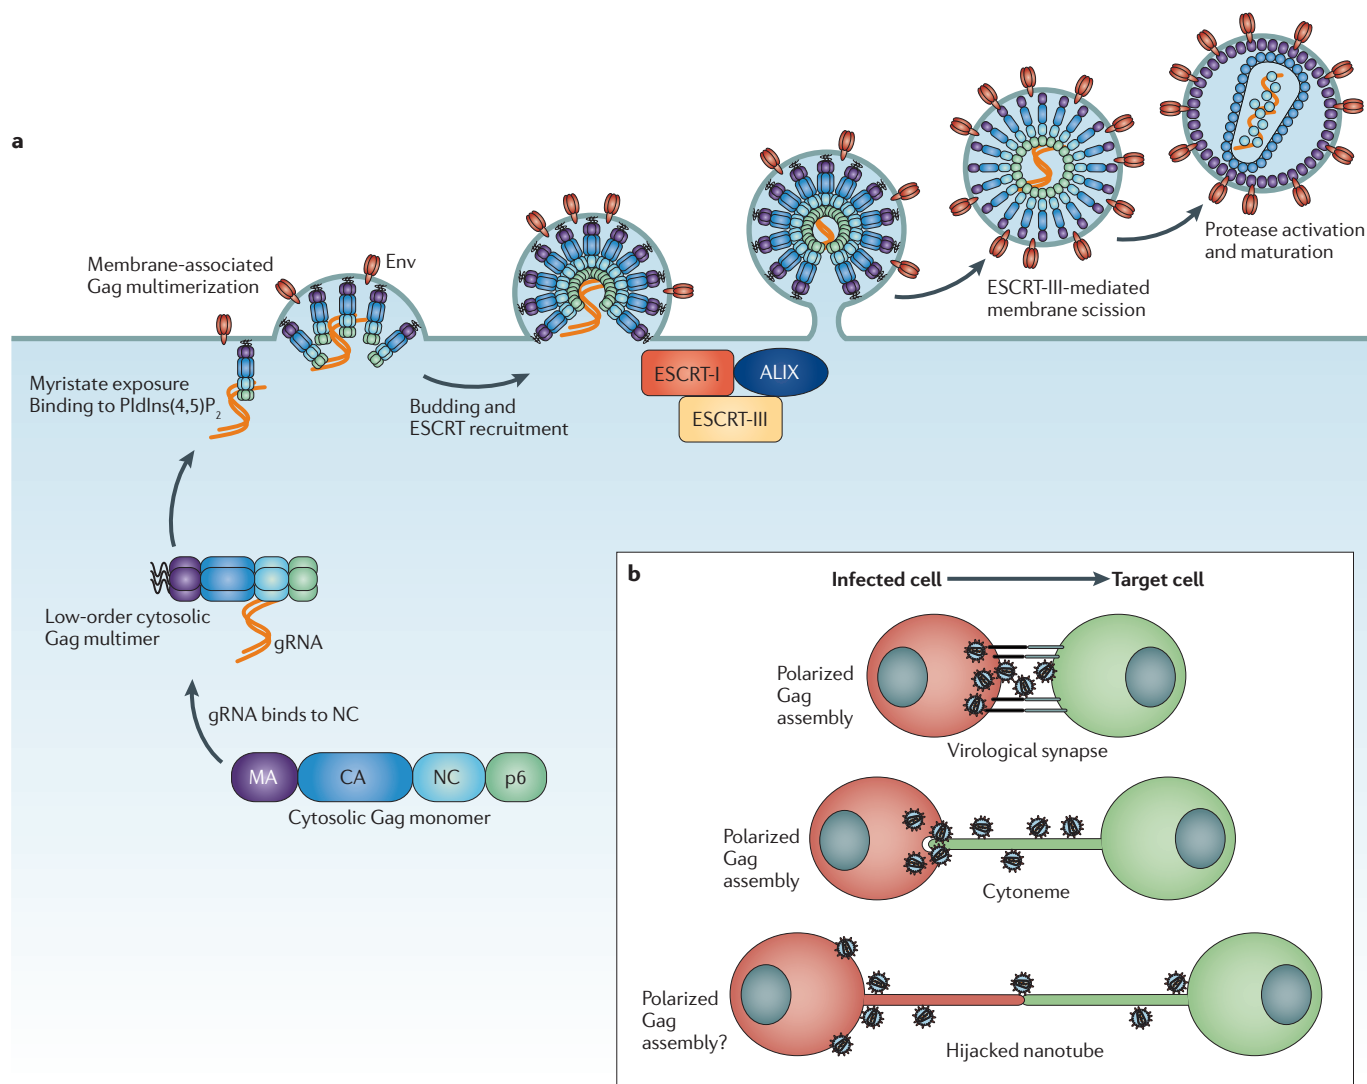 a
Membrane-associated
Gag multimerization
Env
Protease activation
and maturation
ESCRT-III-mediated
membrane scission
Myristate exposure
Binding to PIdIns(4,5)P2
Budding and
ESCRT recruitment
ESCRT-I
ALIX
ESCRT-III
Low-order cytosolic
Gag multimer
gRNA
gRNA binds to NC
MA
CA
NC
p6
Cytosolic Gag monomer
b
Infected cell
Target cell
Polarized
Gag
assembly
Virological synapse
Polarized
Gag
assembly
Cytoneme
Polarized
Gag
assembly?
Hijacked nanotube